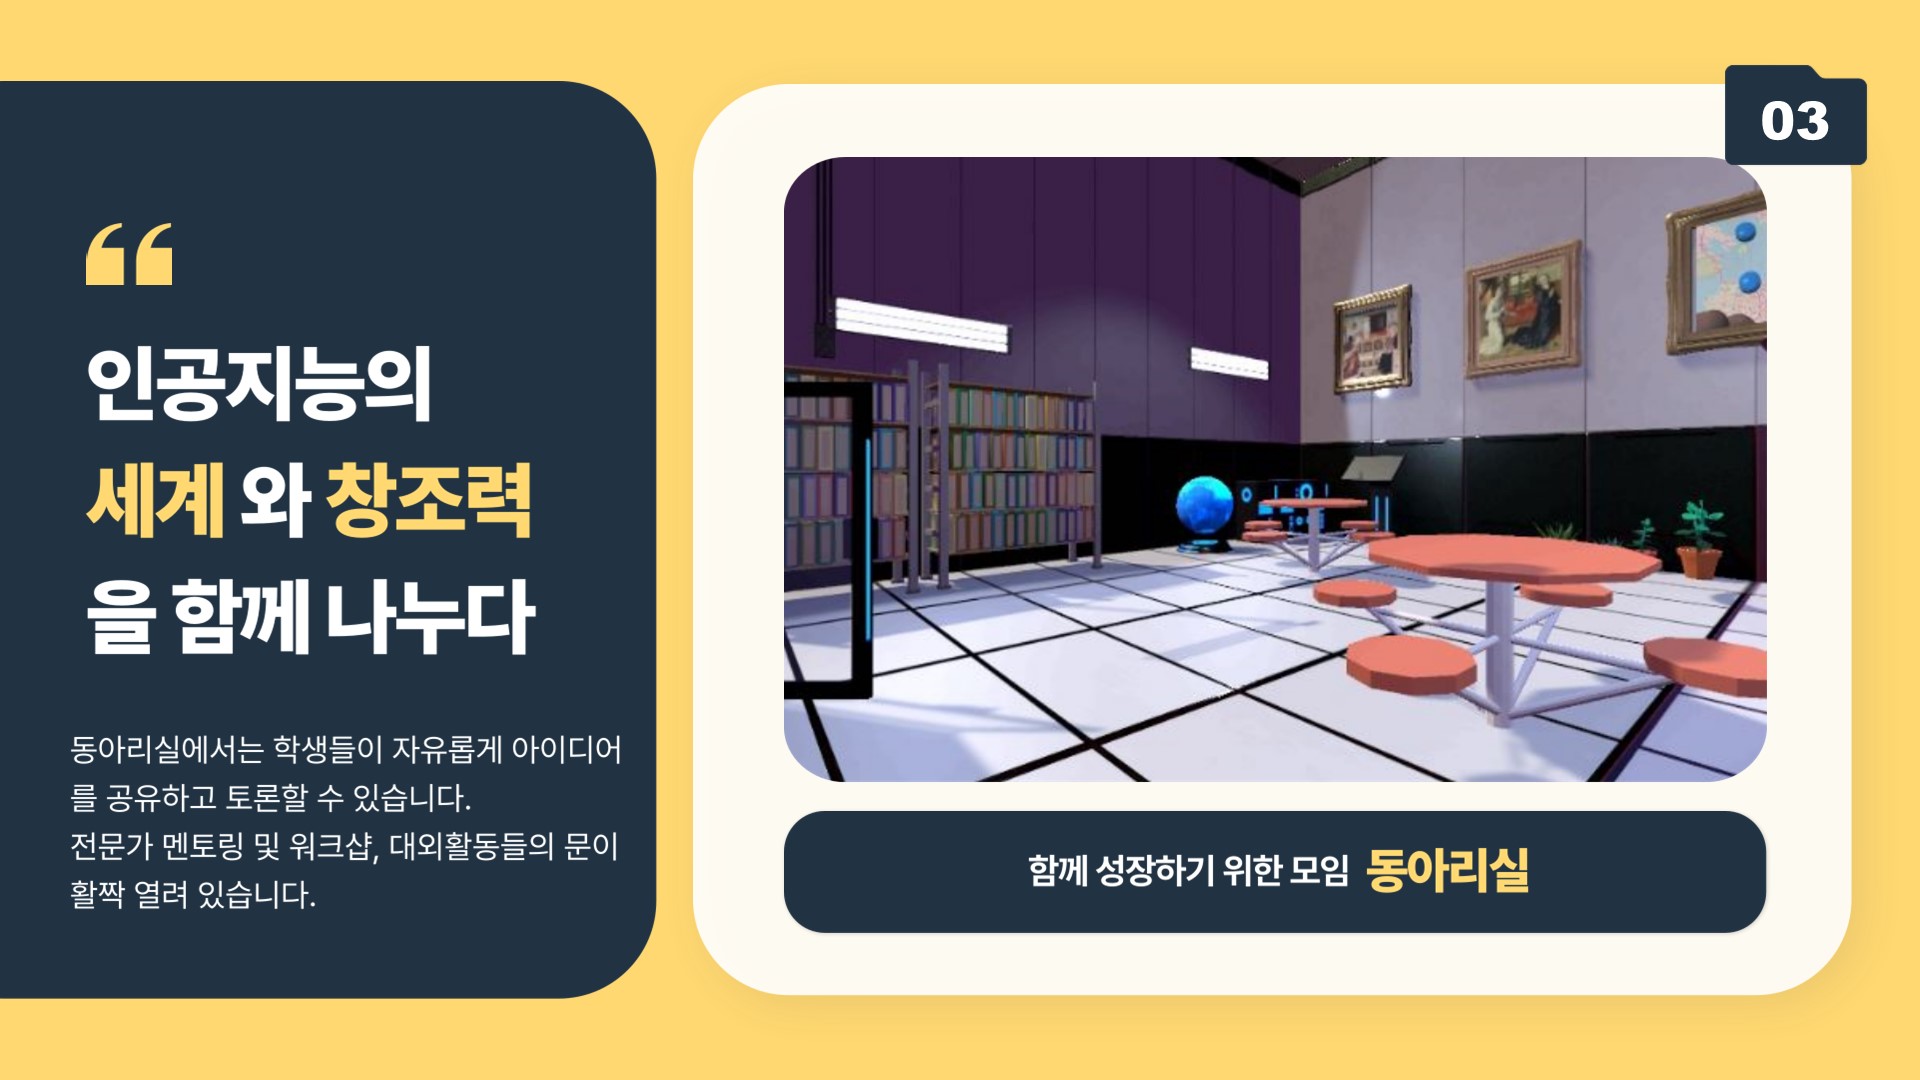 03
인공지능의
세계 와 창조력
을 함께 나누다
동아리실에서는 학생들이 자유롭게 아이디어
를 공유하고 토론할 수 있습니다.
전문가 멘토링 및 워크샵, 대외활동들의 문이
활짝 열려 있습니다.
함께 성장하기 위한 모임 동아리실